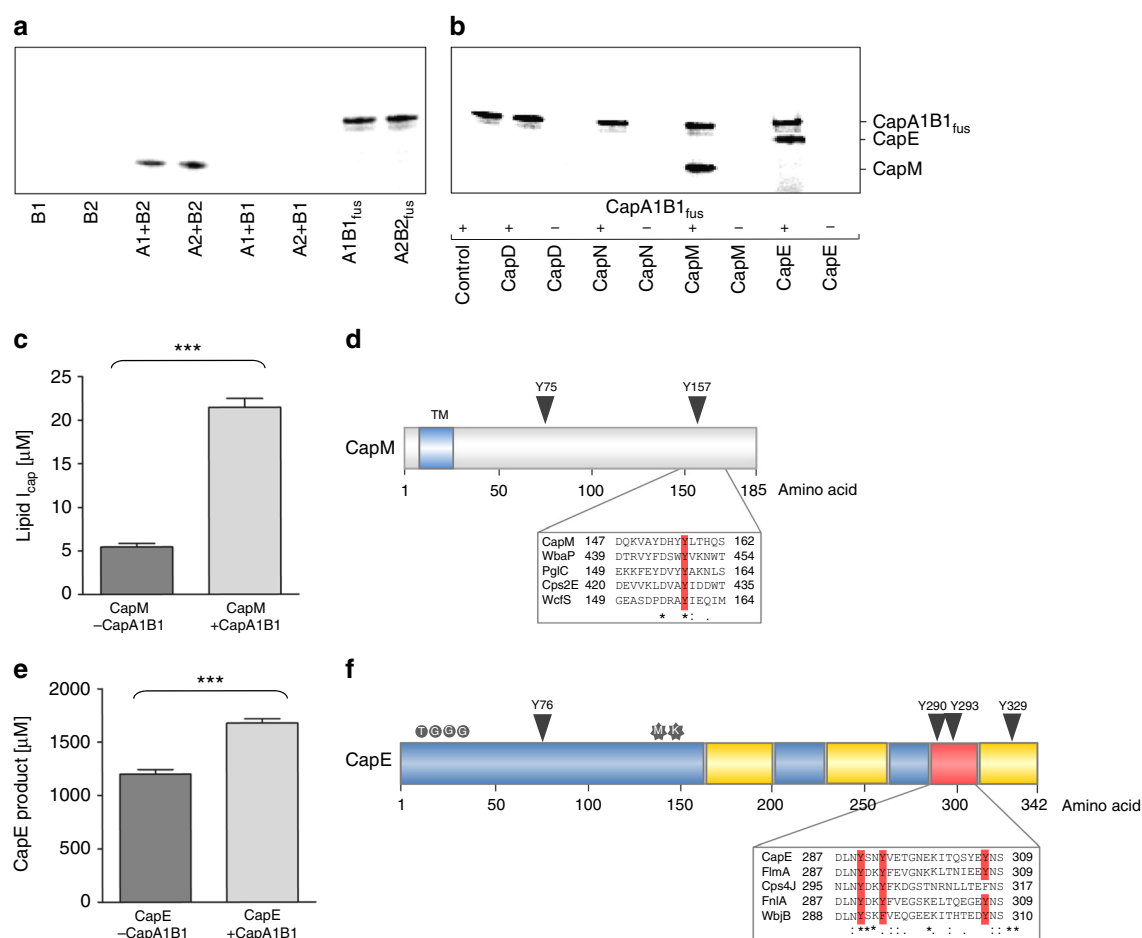 a
B1
B2
A1+B2
A2+B2
A1+B1
A2+B1
A1B1fus
A2B2fus
b
CapA1B1fus
CapE
CapM
CapA1B1fus
+ + – + – + – + –
Control
CapD
CapD
CapN
CapN
CapM
CapM
CapE
CapE
c
***
Lipid Icap [µM]
25
20
15
10
5
0
CapM
–CapA1B1
CapM
+CapA1B1
d
Y75 Y157
TM
CapM
1 50 100 150 185 Amino acid
CapM 147 DQKVAYDHYYLTHQS 162
WbaP 439 DTRVYFDSWYVKNWT 454
PglC 149 EKKFEYDVYYAKNLS 164
Cps2E 420 DEVVKLDVAYIDDWT 435
WcfS 149 GEASDPDRAYIEQIM 164
* * : .
e
***
CapE product [µM]
2000
1500
1000
500
0
CapE
–CapA1B1
CapE
+CapA1B1
f
Y76 Y290 Y293 Y329
T G G G M K
CapE
1 50 100 150 200 250 300 342 Amino acid
CapE 287 DLNYSNYVETGNEKITQSYEYNS 309
FlmA 287 DLNYDKYFEVGNKKLTNIEEYNS 309
Cps4J 295 NLNYDKYFKDGSTNRNLLTEFNS 317
FnlA 287 DLNYDKYFVEGSKELTQEGEYNS 309
WbjB 288 DLNYSKFVEQGEEKITHTEDYNS 310
: : *** . : : . * : . : : **